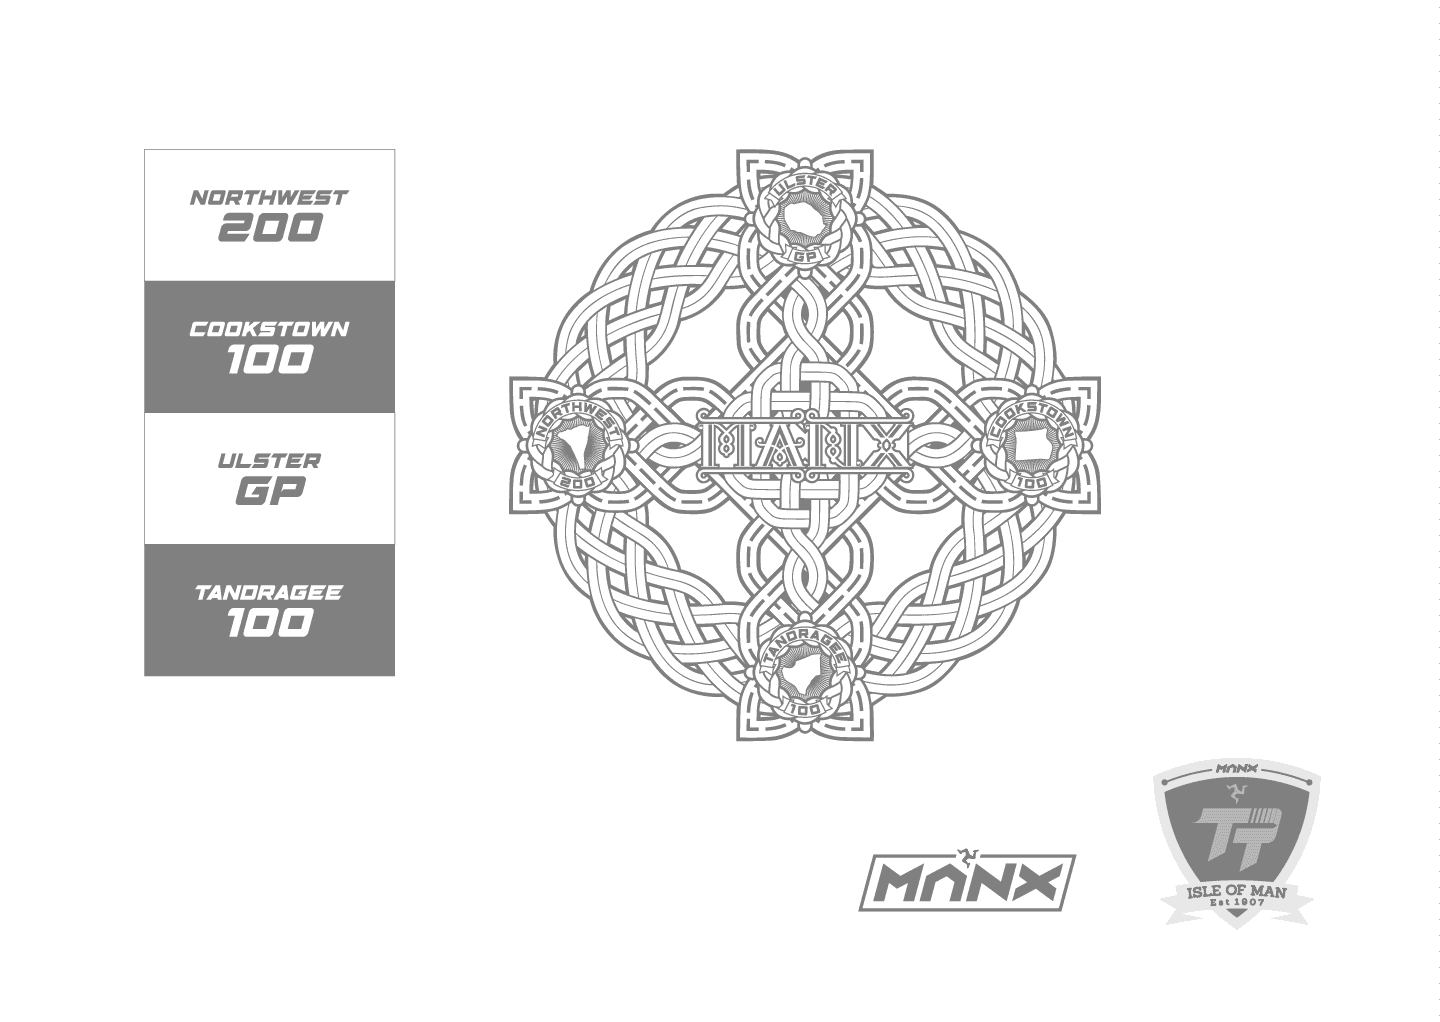 NORTHWEST
200
COOKSTOWN
100
ULSTER
GP
TANDRAGEE
100
ULSTER
GP
NORTHWEST
200
MANX
COOKSTOWN
100
TANDRAGEE
100
MANX
MANX
TT
ISLE OF MAN
Est 1907